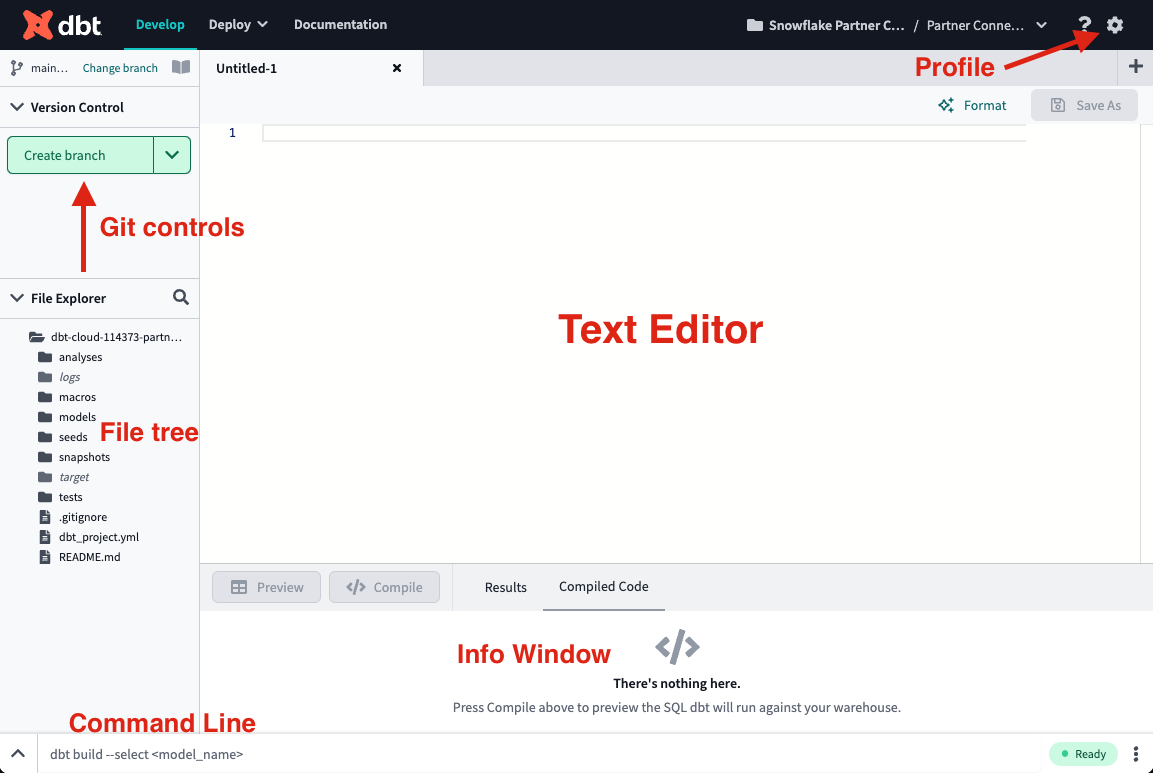 dbt Develop Deploy Documentation Snowflake Partner C... / Partner Conne... ?
Profile
main... Change branch Untitled-1
Version Control
Format Save As
1
Create branch
Git controls
File Explorer
Text Editor
dbt-cloud-114373-partn...
analyses
logs
macros
models
File tree
seeds
snapshots
target
tests
.gitignore
dbt_project.yml
README.md
Preview </> Compile Results Compiled Code
Info Window </>
There's nothing here.
Press Compile above to preview the SQL dbt will run against your warehouse.
Command Line
dbt build --select <model_name> Ready